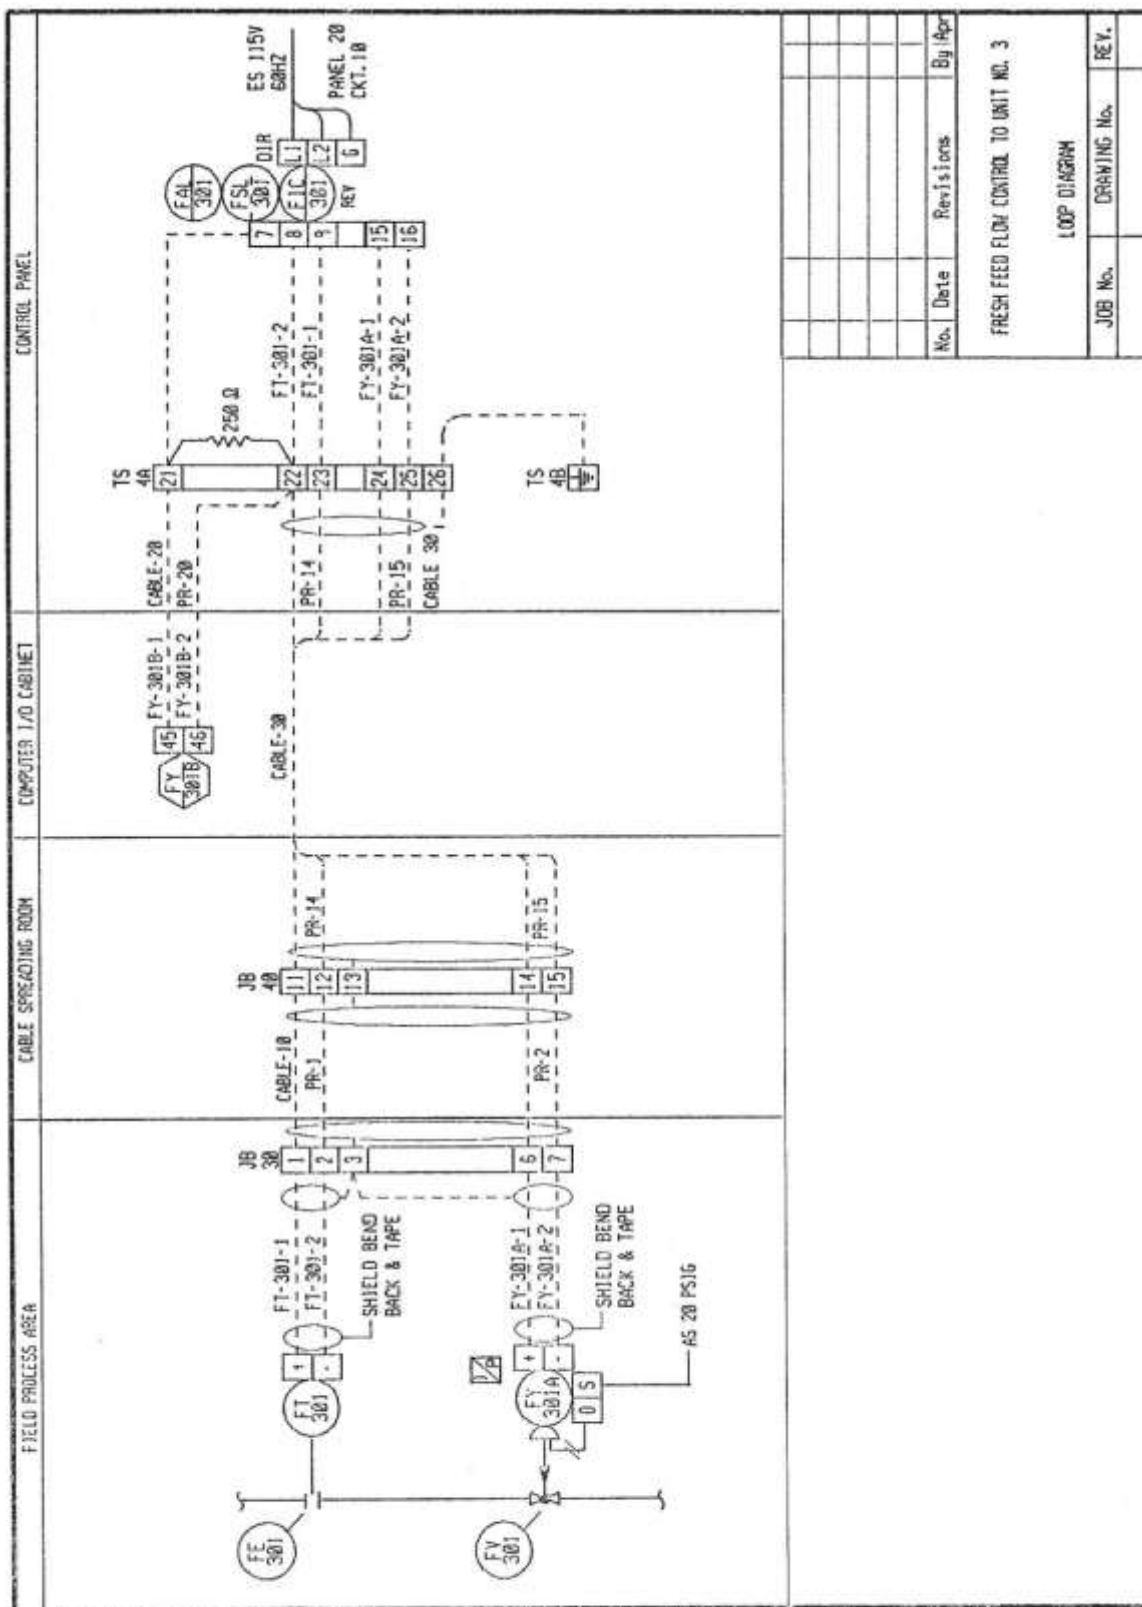 FIELD PROCESS AREA
CABLE SPREADING ROOM
COMPUTER I/O CABINET
CONTROL PANEL
FE
301
FT
301
+
-
FT-301-1
FT-301-2
SHIELD BEND
BACK & TAPE
JB
30
1
2
3
6
7
CABLE-10
PR-1
PR-2
JB
40
11
12
13
14
15
PR-14
PR-15
CABLE-30
FY
301B
45
46
FY-301B-1
FY-301B-2
CABLE-20
PR-20
PR-14
PR-15
CABLE 30
TS
4A
21
22
23
24
25
26
250 Ω
TS
4B
FT-301-2
FT-301-1
FY-301A-1
FY-301A-2
7
8
9
15
16
FAL
301
FSL
301
FIC
301
DIR
REV
L1
L2
G
ES 115V
60HZ
PANEL 20
CKT.10
FV
301
FY
301A
I/P
+
-
O
S
FY-301A-1
FY-301A-2
SHIELD BEND
BACK & TAPE
AS 20 PSIG
No.
Date
Revisions
By
Apr
FRESH FEED FLOW CONTROL TO UNIT NO. 3
LOOP DIAGRAM
JOB No.
DRAWING No.
REV.